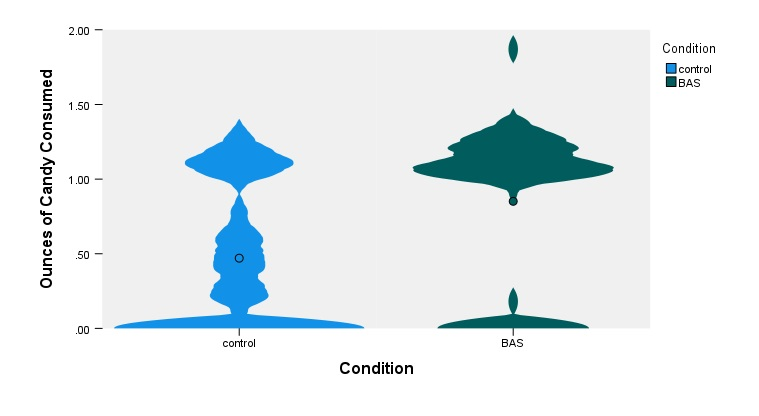 2.00
1.50
1.00
.50
.00
Ounces of Candy Consumed
control
BAS
Condition
Condition
control
BAS